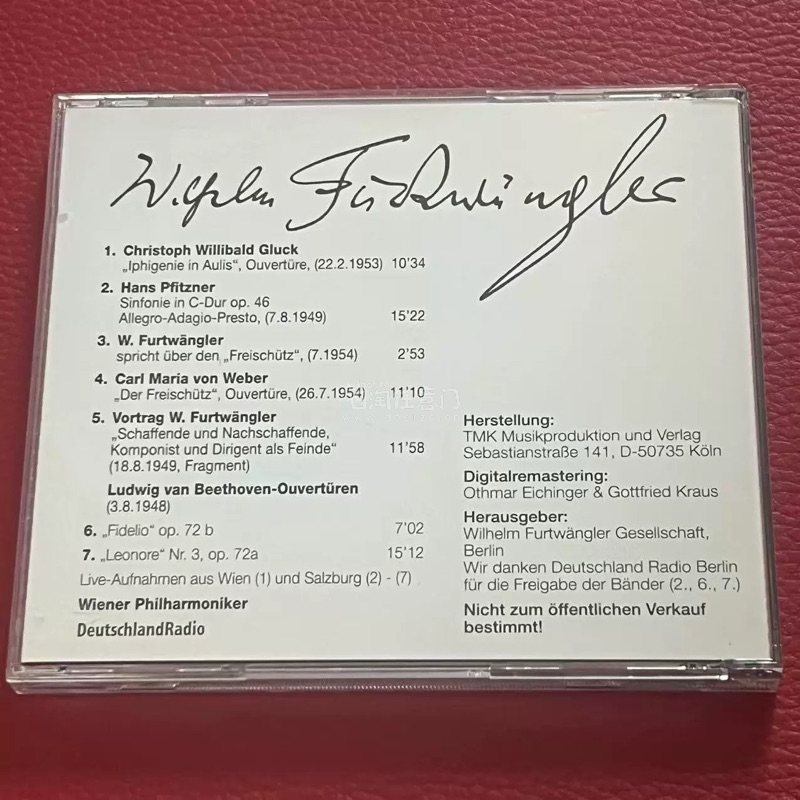 Wilhelm Furtwängler
1. Christoph Willibald Gluck
„Iphigenie in Aulis“, Ouvertüre, (22.2.1953) 10'34
2. Hans Pfitzner
Sinfonie in C-Dur op. 46
Allegro-Adagio-Presto, (7.8.1949) 15'22
3. W. Furtwängler
spricht über den „Freischütz“, (7.1954) 2'53
4. Carl Maria von Weber
„Der Freischütz“, Ouvertüre, (26.7.1954) 11'10
5. Vortrag W. Furtwängler
„Schaffende und Nachschaffende,
Komponist und Dirigent als Feinde“ 11'58
(18.8.1949, Fragment)
Ludwig van Beethoven-Ouvertüren
(3.8.1948)
6. „Fidelio“ op. 72 b 7'02
7. „Leonore“ Nr. 3, op. 72a 15'12
Live-Aufnahmen aus Wien (1) und Salzburg (2) - (7)
Wiener Philharmoniker
DeutschlandRadio
Herstellung:
TMK Musikproduktion und Verlag
Sebastianstraße 141, D-50735 Köln
Digitalremastering:
Othmar Eichinger & Gottfried Kraus
Herausgeber:
Wilhelm Furtwängler Gesellschaft,
Berlin
Wir danken Deutschland Radio Berlin
für die Freigabe der Bänder (2., 6., 7.)
Nicht zum öffentlichen Verkauf
bestimmt!